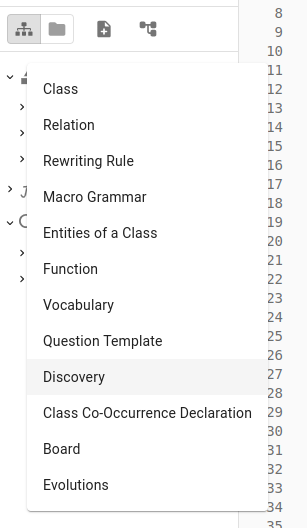 8
9
10
Class 11
12
Relation 13
14
Rewriting Rule 15
16
Macro Grammar 17
18
Entities of a Class 19
20
Function 21
22
Vocabulary 23
24
Question Template 25
26
Discovery 27
28
Class Co-Occurrence Declaration 29
30
Board 31
32
Evolutions 33
34
35